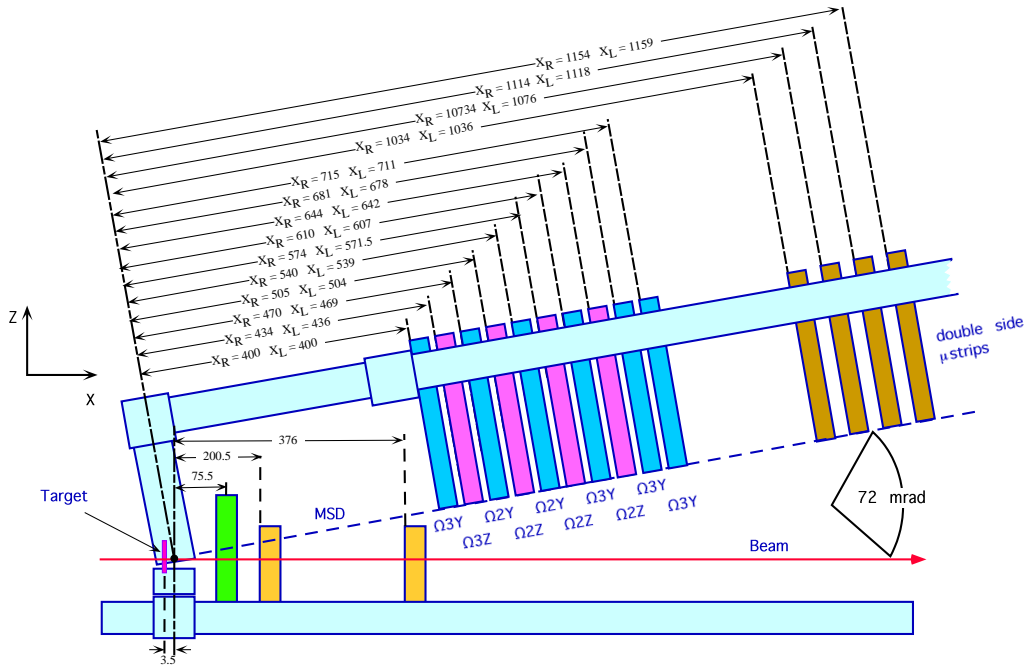 X_R = 1154 X_L = 1159
X_R = 1114 X_L = 1118
X_R = 10734 X_L = 1076
X_R = 1034 X_L = 1036
X_R = 715 X_L = 711
X_R = 681 X_L = 678
X_R = 644 X_L = 642
X_R = 610 X_L = 607
X_R = 574 X_L = 571.5
X_R = 540 X_L = 539
X_R = 505 X_L = 504
X_R = 470 X_L = 469
X_R = 434 X_L = 436
X_R = 400 X_L = 400
Z
X
double side
μstrips
376
200.5
75.5
Target
MSD
Ω3Y
Ω3Z
Ω2Y
Ω2Z
Ω2Y
Ω2Z
Ω3Y
Ω2Z
Ω3Y
Ω3Y
72 mrad
Beam
3.5